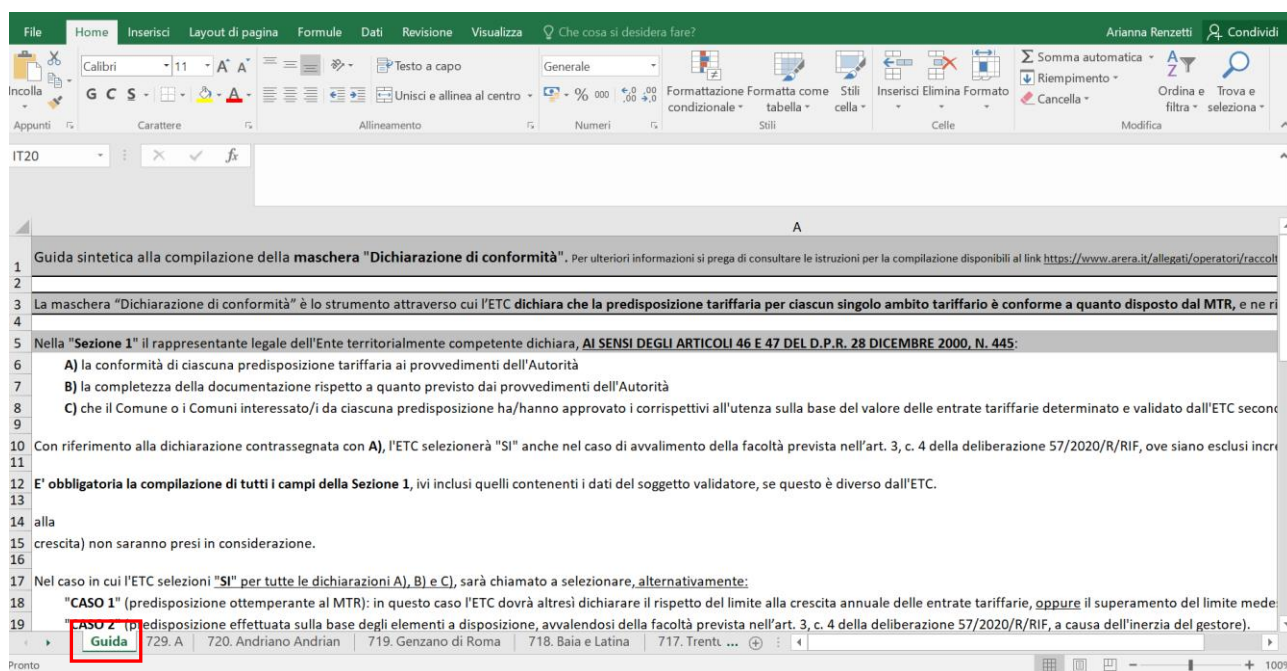 File Home Inserisci Layout di pagina Formule Dati Revisione Visualizza Che cosa si desidera fare? Arianna Renzetti Condividi
Incolla
Calibri 11 A A Testo a capo Generale
G C S A Unisci e allinea al centro % 000 ,00 ,0 ,00
Formattazione condizionale Formatta come tabella Stili cella Inserisci Elimina Formato
Somma automatica
Riempimento
Cancella
Ordina e filtra Trova e seleziona
Appunti Carattere Allineamento Numeri Stili Celle Modifica
IT20 fx
A
1 Guida sintetica alla compilazione della maschera "Dichiarazione di conformità". Per ulteriori informazioni si prega di consultare le istruzioni per la compilazione disponibili al link https://www.arera.it/allegati/operatori/raccolt
2
3 La maschera “Dichiarazione di conformità” è lo strumento attraverso cui l’ETC dichiara che la predisposizione tariffaria per ciascun singolo ambito tariffario è conforme a quanto disposto dal MTR, e ne ri
4
5 Nella "Sezione 1" il rappresentante legale dell'Ente territorialmente competente dichiara, AI SENSI DEGLI ARTICOLI 46 E 47 DEL D.P.R. 28 DICEMBRE 2000, N. 445:
6 A) la conformità di ciascuna predisposizione tariffaria ai provvedimenti dell'Autorità
7 B) la completezza della documentazione rispetto a quanto previsto dai provvedimenti dell'Autorità
8 C) che il Comune o i Comuni interessato/i da ciascuna predisposizione ha/hanno approvato i corrispettivi all'utenza sulla base del valore delle entrate tariffarie determinato e validato dall'ETC second
9
10 Con riferimento alla dichiarazione contrassegnata con A), l'ETC selezionerà "SI" anche nel caso di avvalimento della facoltà prevista nell’art. 3, c. 4 della deliberazione 57/2020/R/RIF, ove siano esclusi incre
11
12 E' obbligatoria la compilazione di tutti i campi della Sezione 1, ivi inclusi quelli contenenti i dati del soggetto validatore, se questo è diverso dall'ETC.
13
14 alla
15 crescita) non saranno presi in considerazione.
16
17 Nel caso in cui l'ETC selezioni "SI" per tutte le dichiarazioni A), B) e C), sarà chiamato a selezionare, alternativamente:
18 "CASO 1" (predisposizione ottemperante al MTR): in questo caso l'ETC dovrà altresì dichiarare il rispetto del limite alla crescita annuale delle entrate tariffarie, oppure il superamento del limite mede
19 "CASO 2" (predisposizione effettuata sulla base degli elementi a disposizione, avvalendosi della facoltà prevista nell’art. 3, c. 4 della deliberazione 57/2020/R/RIF, a causa dell'inerzia del gestore).
Guida 729. A 720. Andriano Andrian 719. Genzano di Roma 718. Baia e Latina 717. Trentu ...
Pronto 100